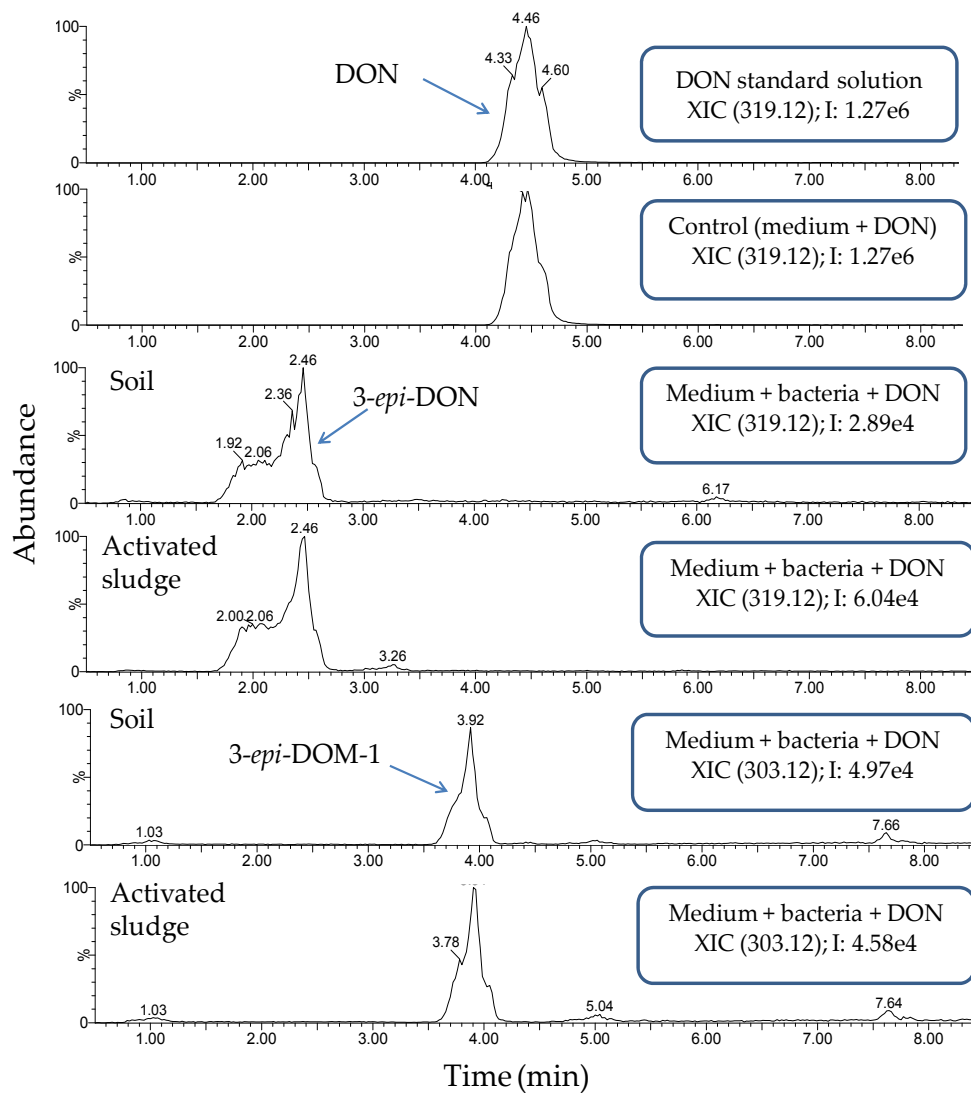 100
%
0
DON
4.33
4.46
4.60
DON standard solution
XIC (319.12); I: 1.27e6
1.00 2.00 3.00 4.00 5.00 6.00 7.00 8.00
100
%
0
Control (medium + DON)
XIC (319.12); I: 1.27e6
1.00 2.00 3.00 4.00 5.00 6.00 7.00 8.00
Abundance
100
%
0
Soil
1.92
2.06
2.36
2.46
3-epi-DON
6.17
Medium + bacteria + DON
XIC (319.12); I: 2.89e4
1.00 2.00 3.00 4.00 5.00 6.00 7.00 8.00
100
%
0
Activated
sludge
2.00
2.06
2.46
3.26
Medium + bacteria + DON
XIC (319.12); I: 6.04e4
1.00 2.00 3.00 4.00 5.00 6.00 7.00 8.00
100
%
0
Soil
1.03
3-epi-DOM-1
3.92
7.66
Medium + bacteria + DON
XIC (303.12); I: 4.97e4
1.00 2.00 3.00 4.00 5.00 6.00 7.00 8.00
100
%
0
Activated
sludge
1.03
3.78
5.04
7.64
Medium + bacteria + DON
XIC (303.12); I: 4.58e4
1.00 2.00 3.00 4.00 5.00 6.00 7.00 8.00
Time (min)